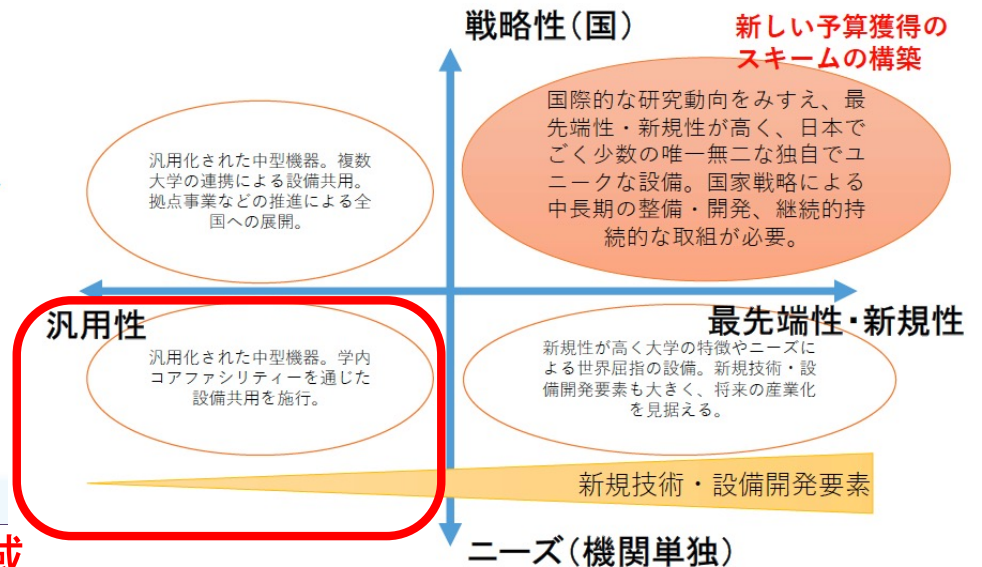 戦略性(国)
新しい予算獲得の
スキームの構築
国際的な研究動向をみすえ、最
先端性・新規性が高く、日本で
ごく少数の唯一無二な独自でユ
ニークな設備。国家戦略による
中長期の整備・開発、継続的持
続的な取組が必要。
汎用化された中型機器。複数
大学の連携による設備共用。
拠点事業などの推進による全
国への展開。
汎用性
最先端性・新規性
汎用化された中型機器。学内
コアファシリティーを通じた
設備共用を施行。
新規性が高く大学の特徴やニーズに
よる世界屈指の設備。新規技術・設
備開発要素も大きく、将来の産業化
を見据える。
新規技術・設備開発要素
ニーズ(機関単独)
域